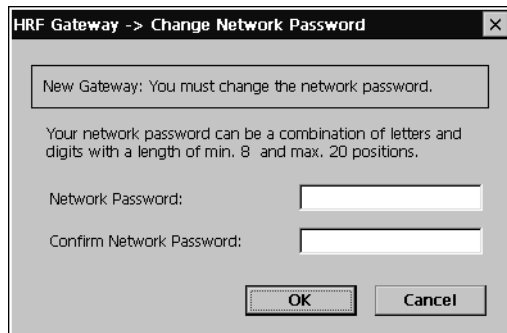 HRF Gateway -> Change Network Password
New Gateway: You must change the network password.
Your network password can be a combination of letters and
digits with a length of min. 8 and max. 20 positions.
Network Password:
Confirm Network Password:
OK Cancel